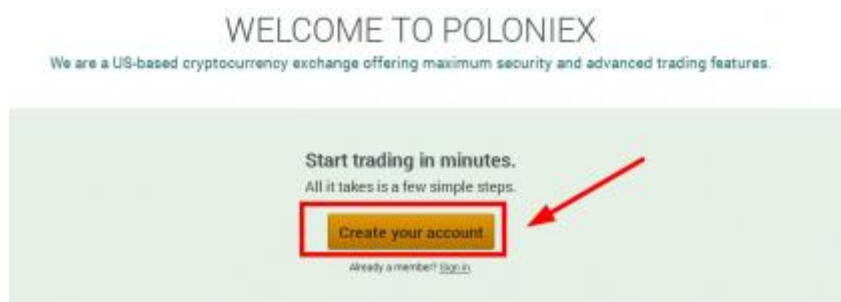 WELCOME TO POLONIEX
We are a US-based cryptocurrency exchange offering maximum security and advanced trading features.
Start trading in minutes.
All it takes is a few simple steps.
Create your account
Already a member? Sign in.